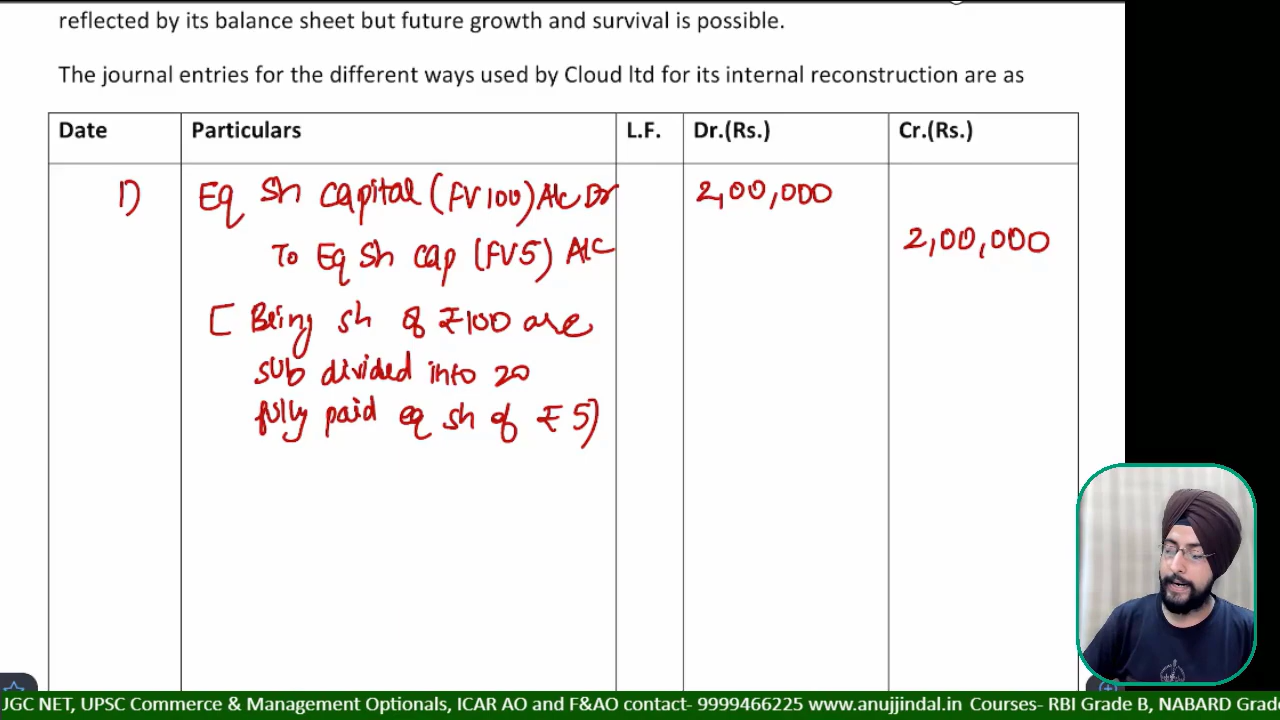 reflected by its balance sheet but future growth and survival is possible.
The journal entries for the different ways used by Cloud ltd for its internal reconstruction are as
Date Particulars L.F. Dr.(Rs.) Cr.(Rs.)
1) Eq Sh Capital (FV 100) A/c Dr 2,00,000
To Eq Sh Cap (FV5) A/C 2,00,000
[ Being sh of ₹100 are
sub divided into 20
fully paid eq sh of ₹ 5]
JGC NET, UPSC Commerce & Management Optionals, ICAR AO and F&AO contact- 9999466225 www.anujjindal.in Courses- RBI Grade B, NABARD Grade